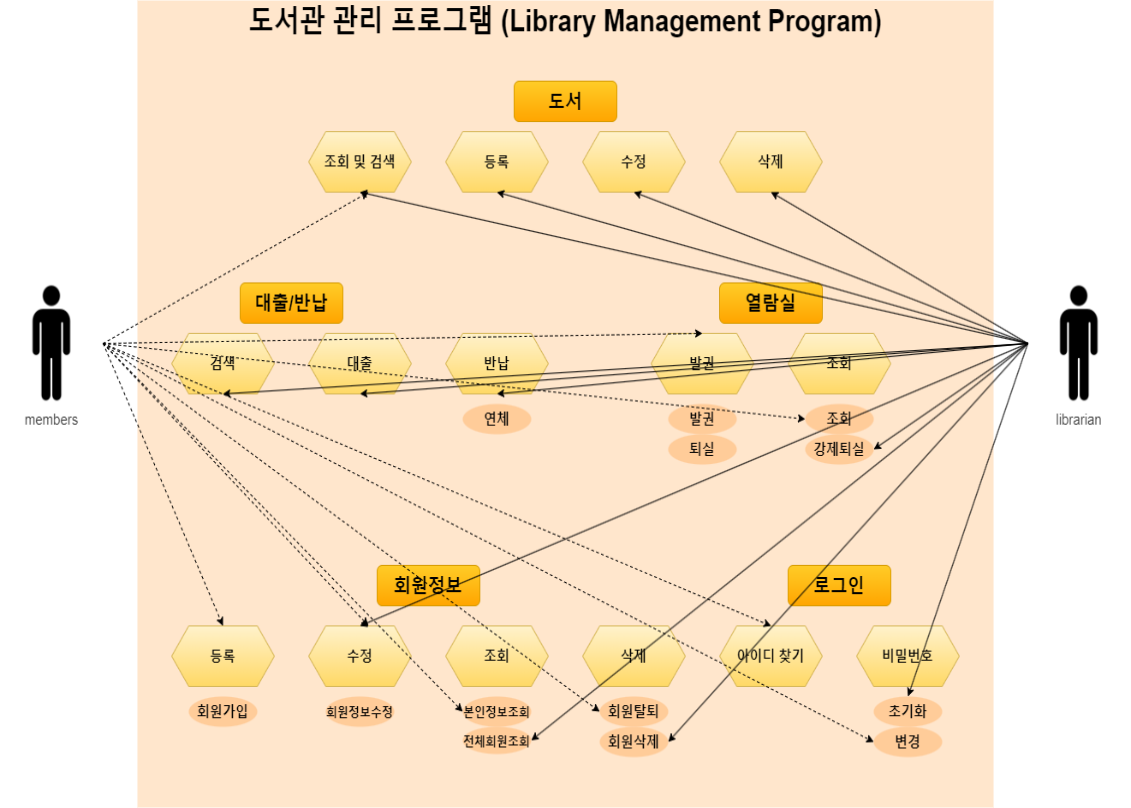 도서관 관리 프로그램 (Library Management Program)
도서
조회 및 검색
등록
수정
삭제
대출/반납
열람실
검색
대출
반납
발권
조회
연체
발권
조회
퇴실
강제퇴실
members
librarian
회원정보
로그인
등록
수정
조회
삭제
아이디 찾기
비밀번호
회원가입
회원정보수정
본인정보조회
회원탈퇴
초기화
전체회원조회
회원삭제
변경